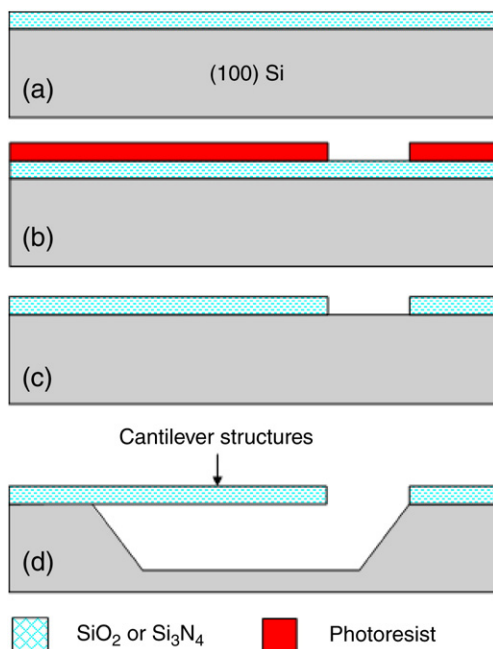 (a)
(100) Si
(b)
(c)
Cantilever structures
(d)
SiO₂ or Si₃N₄
Photoresist